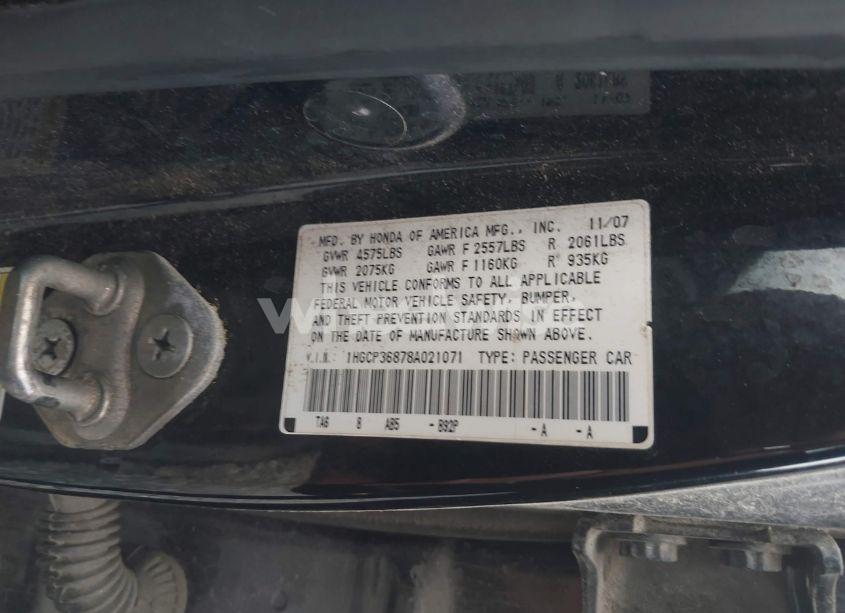 MFD. BY HONDA OF AMERICA MFG., INC. 11/07
GVWR 4575LBS GAWR F 2557LBS R 2061LBS
GVWR 2075KG GAWR F 1160KG R 935KG
THIS VEHICLE CONFORMS TO ALL APPLICABLE
FEDERAL MOTOR VEHICLE SAFETY, BUMPER,
AND THEFT PREVENTION STANDARDS IN EFFECT
ON THE DATE OF MANUFACTURE SHOWN ABOVE.
V.I.N. 1HGCP36878A021071 TYPE: PASSENGER CAR
TAG 8 AB5 -B92P -A -A